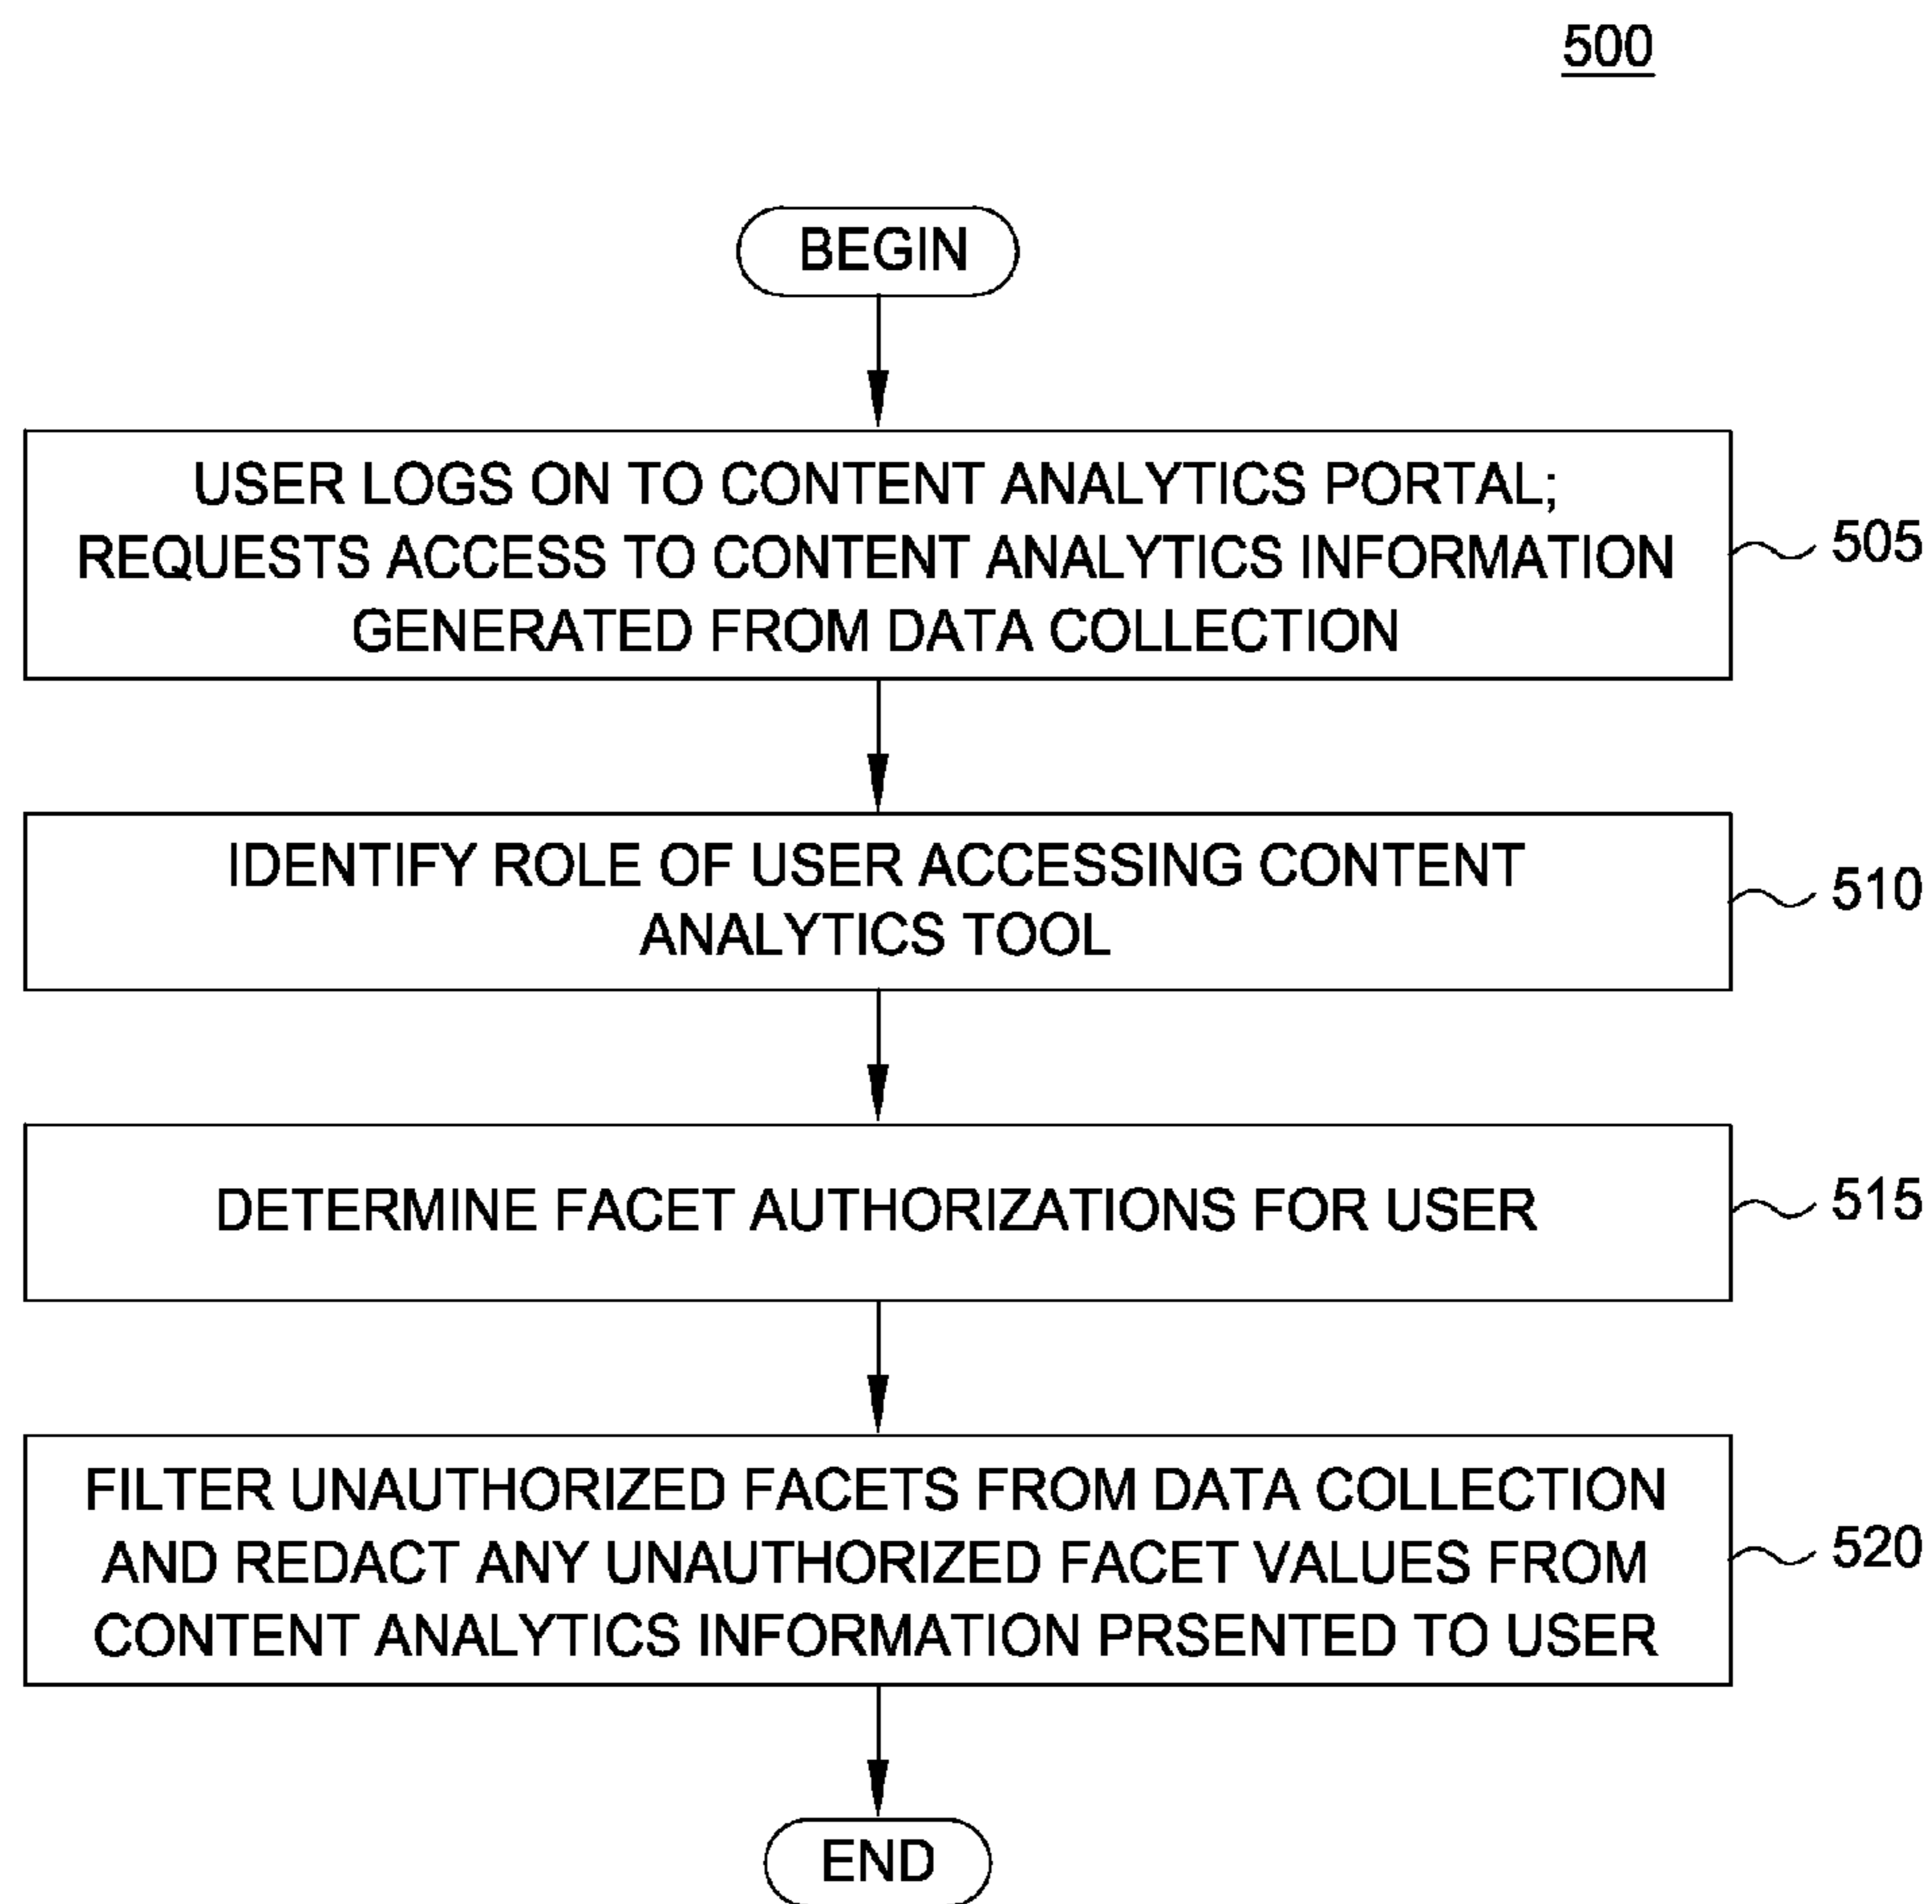 500
BEGIN
USER LOGS ON TO CONTENT ANALYTICS PORTAL;
REQUESTS ACCESS TO CONTENT ANALYTICS INFORMATION
GENERATED FROM DATA COLLECTION
505
IDENTIFY ROLE OF USER ACCESSING CONTENT
ANALYTICS TOOL
510
DETERMINE FACET AUTHORIZATIONS FOR USER
515
FILTER UNAUTHORIZED FACETS FROM DATA COLLECTION
AND REDACT ANY UNAUTHORIZED FACET VALUES FROM
CONTENT ANALYTICS INFORMATION PRSENTED TO USER
520
END